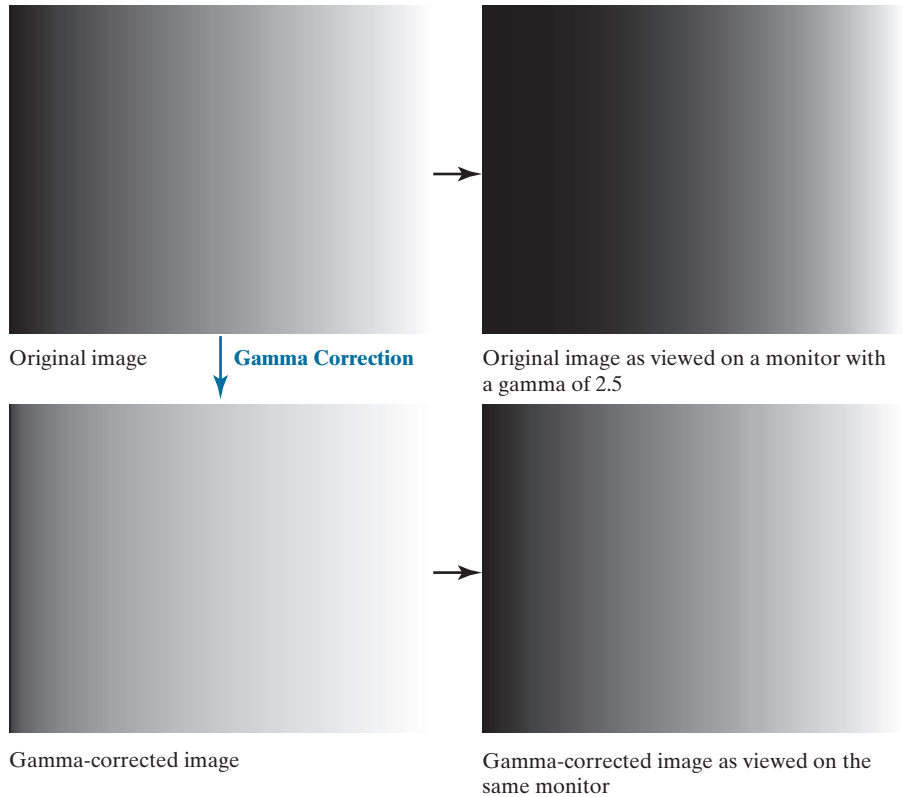 Original image
Gamma Correction
Original image as viewed on a monitor with
a gamma of 2.5
Gamma-corrected image
Gamma-corrected image as viewed on the
same monitor